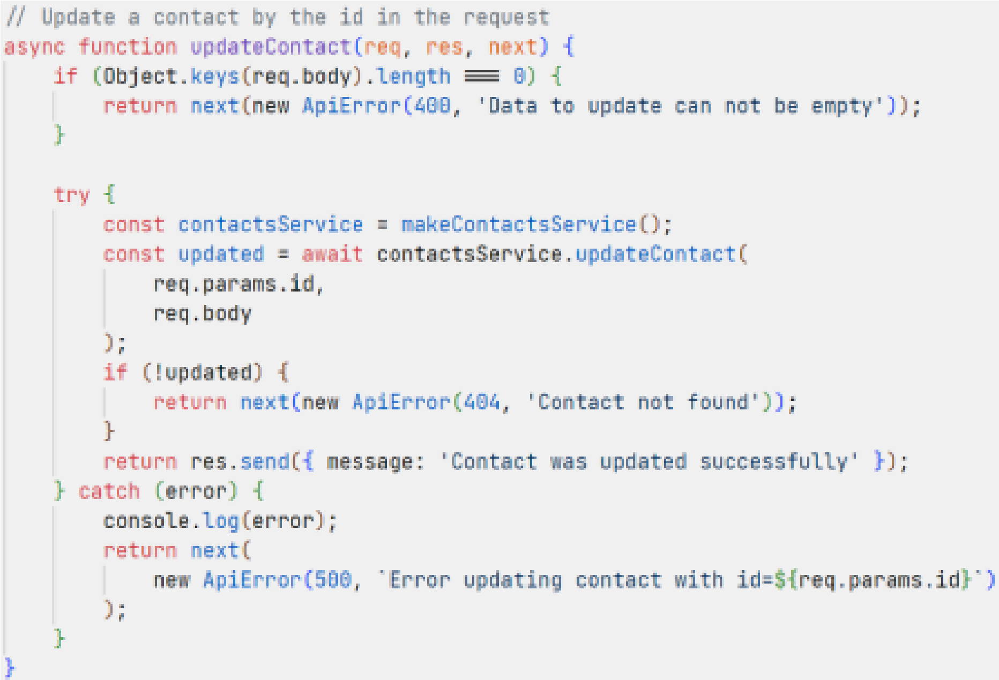 // Update a contact by the id in the request
async function updateContact(req, res, next) {
if (Object.keys(req.body).length === 0) {
return next(new ApiError(400, 'Data to update can not be empty'));
}
try {
const contactsService = makeContactsService();
const updated = await contactsService.updateContact(
req.params.id,
req.body
);
if (!updated) {
return next(new ApiError(404, 'Contact not found'));
}
return res.send({ message: 'Contact was updated successfully' });
} catch (error) {
console.log(error);
return next(
new ApiError(500, `Error updating contact with id=${req.params.id}`)
);
}
}